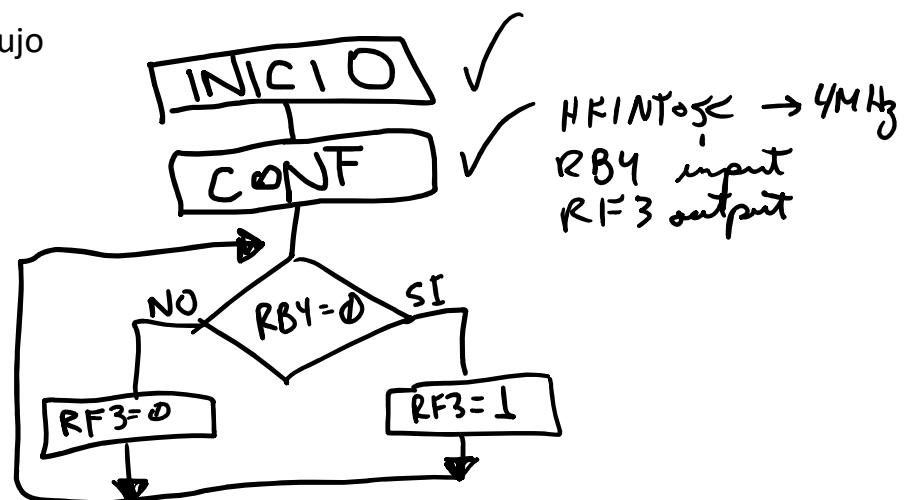 ujo
INICIO
CONF
HFINTosc → 4MHz
RB4 input
RF3 output
RB4=0
NO
SI
RF3=0
RF3=1